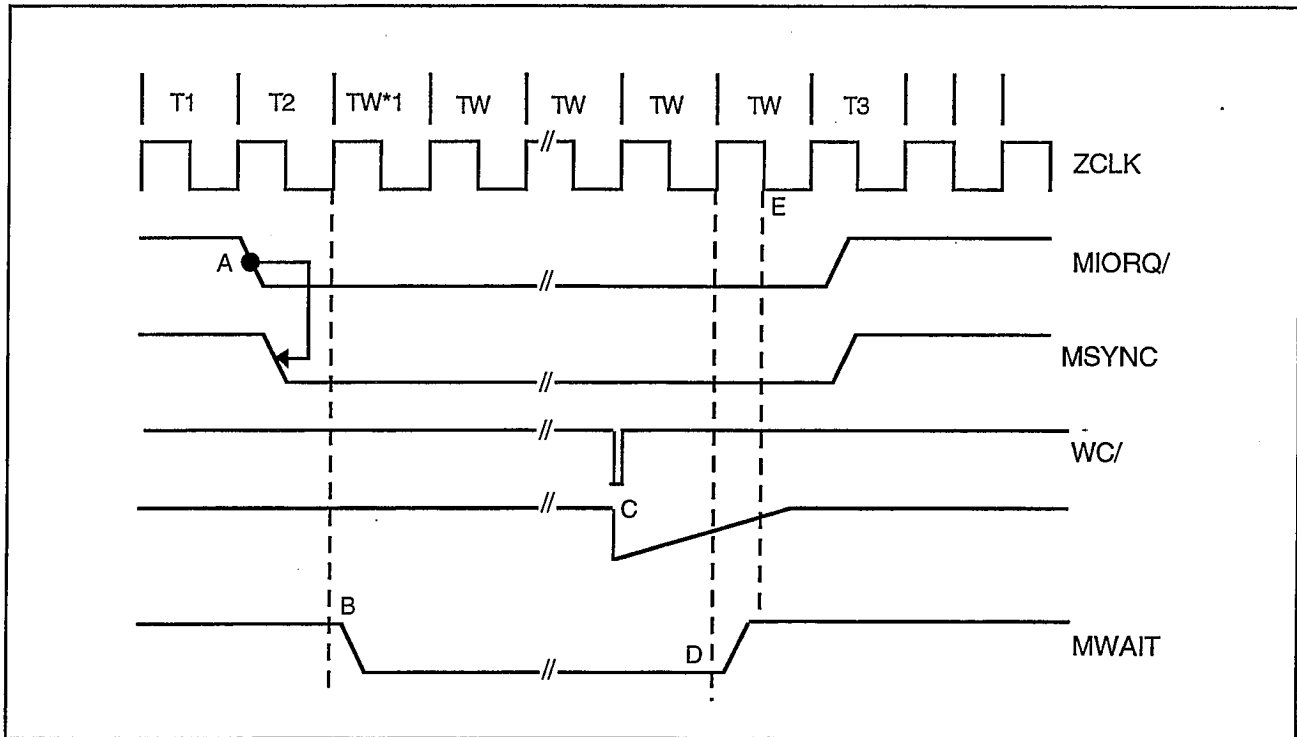 T1 T2 TW*1 TW TW TW TW T3
// ZCLK
E
A // MIORQ/
// MSYNC
// WC/
// C
B
// D MWAIT